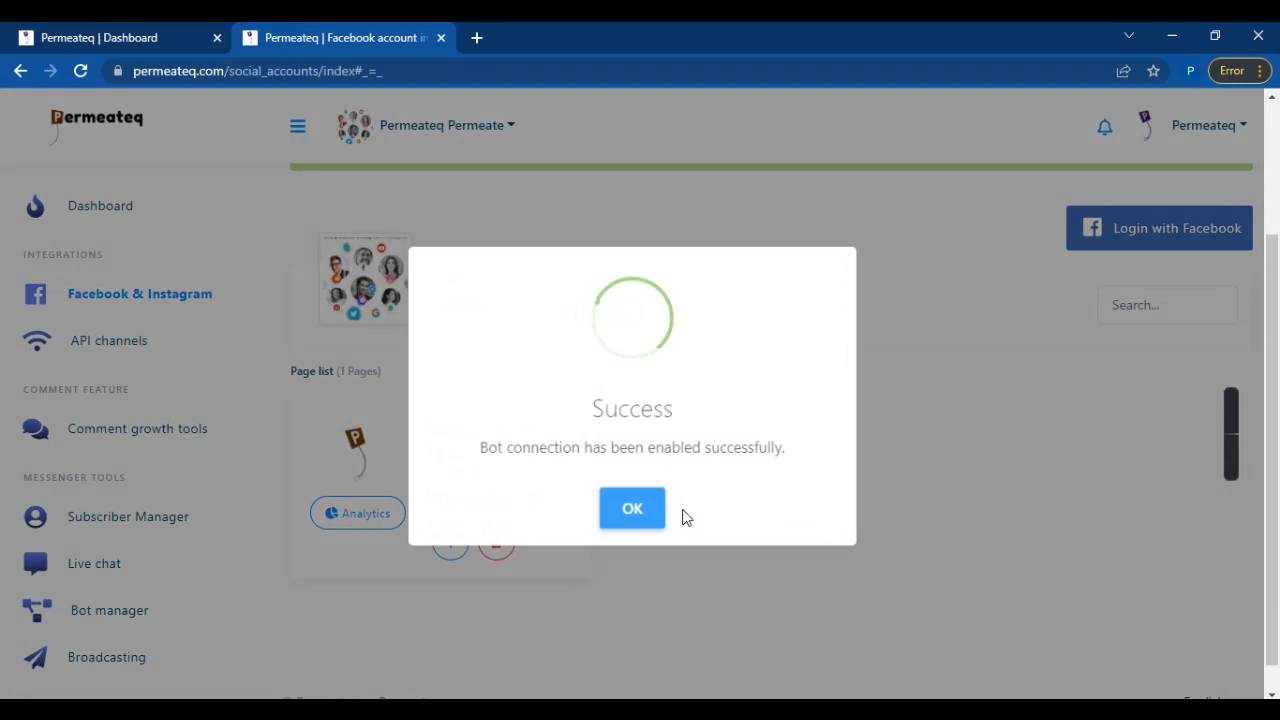 Permeateq | Dashboard
Permeateq | Facebook account in
permeateq.com/social_accounts/index#_=_
P
Error
Permeateq
Permeateq Permeate
Permeateq
Dashboard
Login with Facebook
INTEGRATIONS
Facebook & Instagram
Search...
API channels
Page list (1 Pages)
COMMENT FEATURE
Success
Comment growth tools
Bot connection has been enabled successfully.
MESSENGER TOOLS
P
Subscriber Manager
Analytics
OK
Live chat
Bot manager
Broadcasting